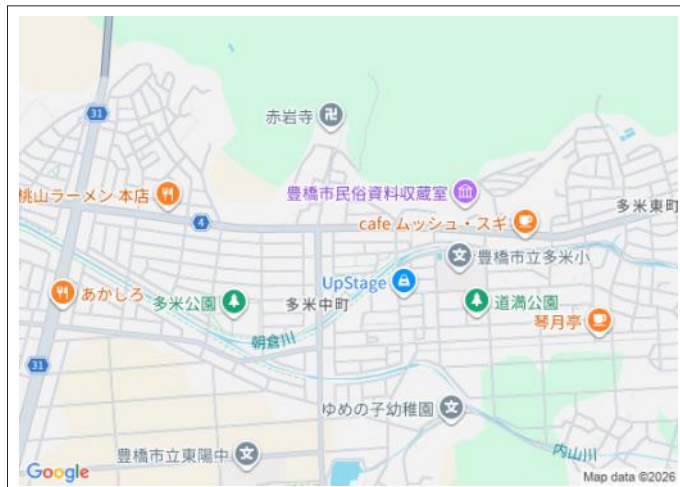 31
赤岩寺
桃山ラーメン 本店
豊橋市民俗資料収蔵室
多米東町
4
cafe ムッシュ・スギ
豊橋市立多米小
UpStage
あかしろ
多米公園
多米中町
道満公園
琴月亭
朝倉川
31
ゆめの子幼稚園
豊橋市立東陽中
内山川
Google
Map data ©2026